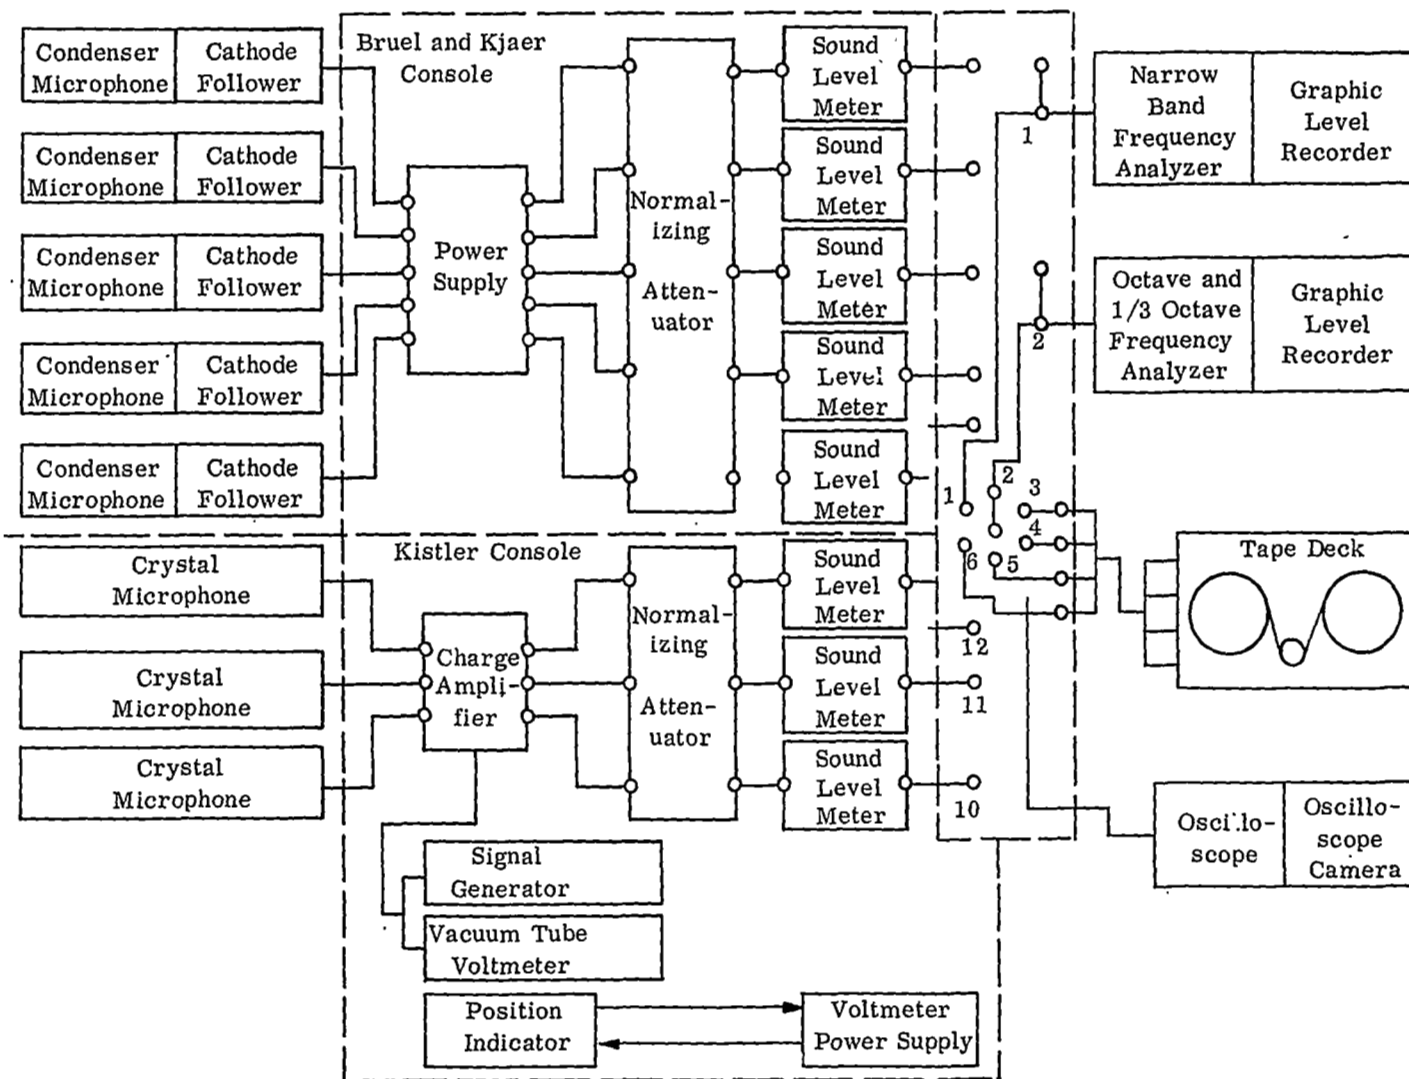 Condenser
Microphone
Cathode
Follower
Condenser
Microphone
Cathode
Follower
Condenser
Microphone
Cathode
Follower
Condenser
Microphone
Cathode
Follower
Condenser
Microphone
Cathode
Follower
Bruel and Kjaer
Console
Power
Supply
Normal-
izing
Atten-
uator
Sound
Level
Meter
Sound
Level
Meter
Sound
Level
Meter
Sound
Level
Meter
Sound
Level
Meter
1
2
Narrow
Band
Frequency
Analyzer
Graphic
Level
Recorder
Octave and
1/3 Octave
Frequency
Analyzer
Graphic
Level
Recorder
1
2
3
4
5
6
12
11
10
Tape Deck
Oscillo-
scope
Oscillo-
scope
Camera
Kistler Console
Crystal
Microphone
Crystal
Microphone
Crystal
Microphone
Charge
Ampli-
fier
Normal-
izing
Atten-
uator
Sound
Level
Meter
Sound
Level
Meter
Sound
Level
Meter
Signal
Generator
Vacuum Tube
Voltmeter
Position
Indicator
Voltmeter
Power Supply